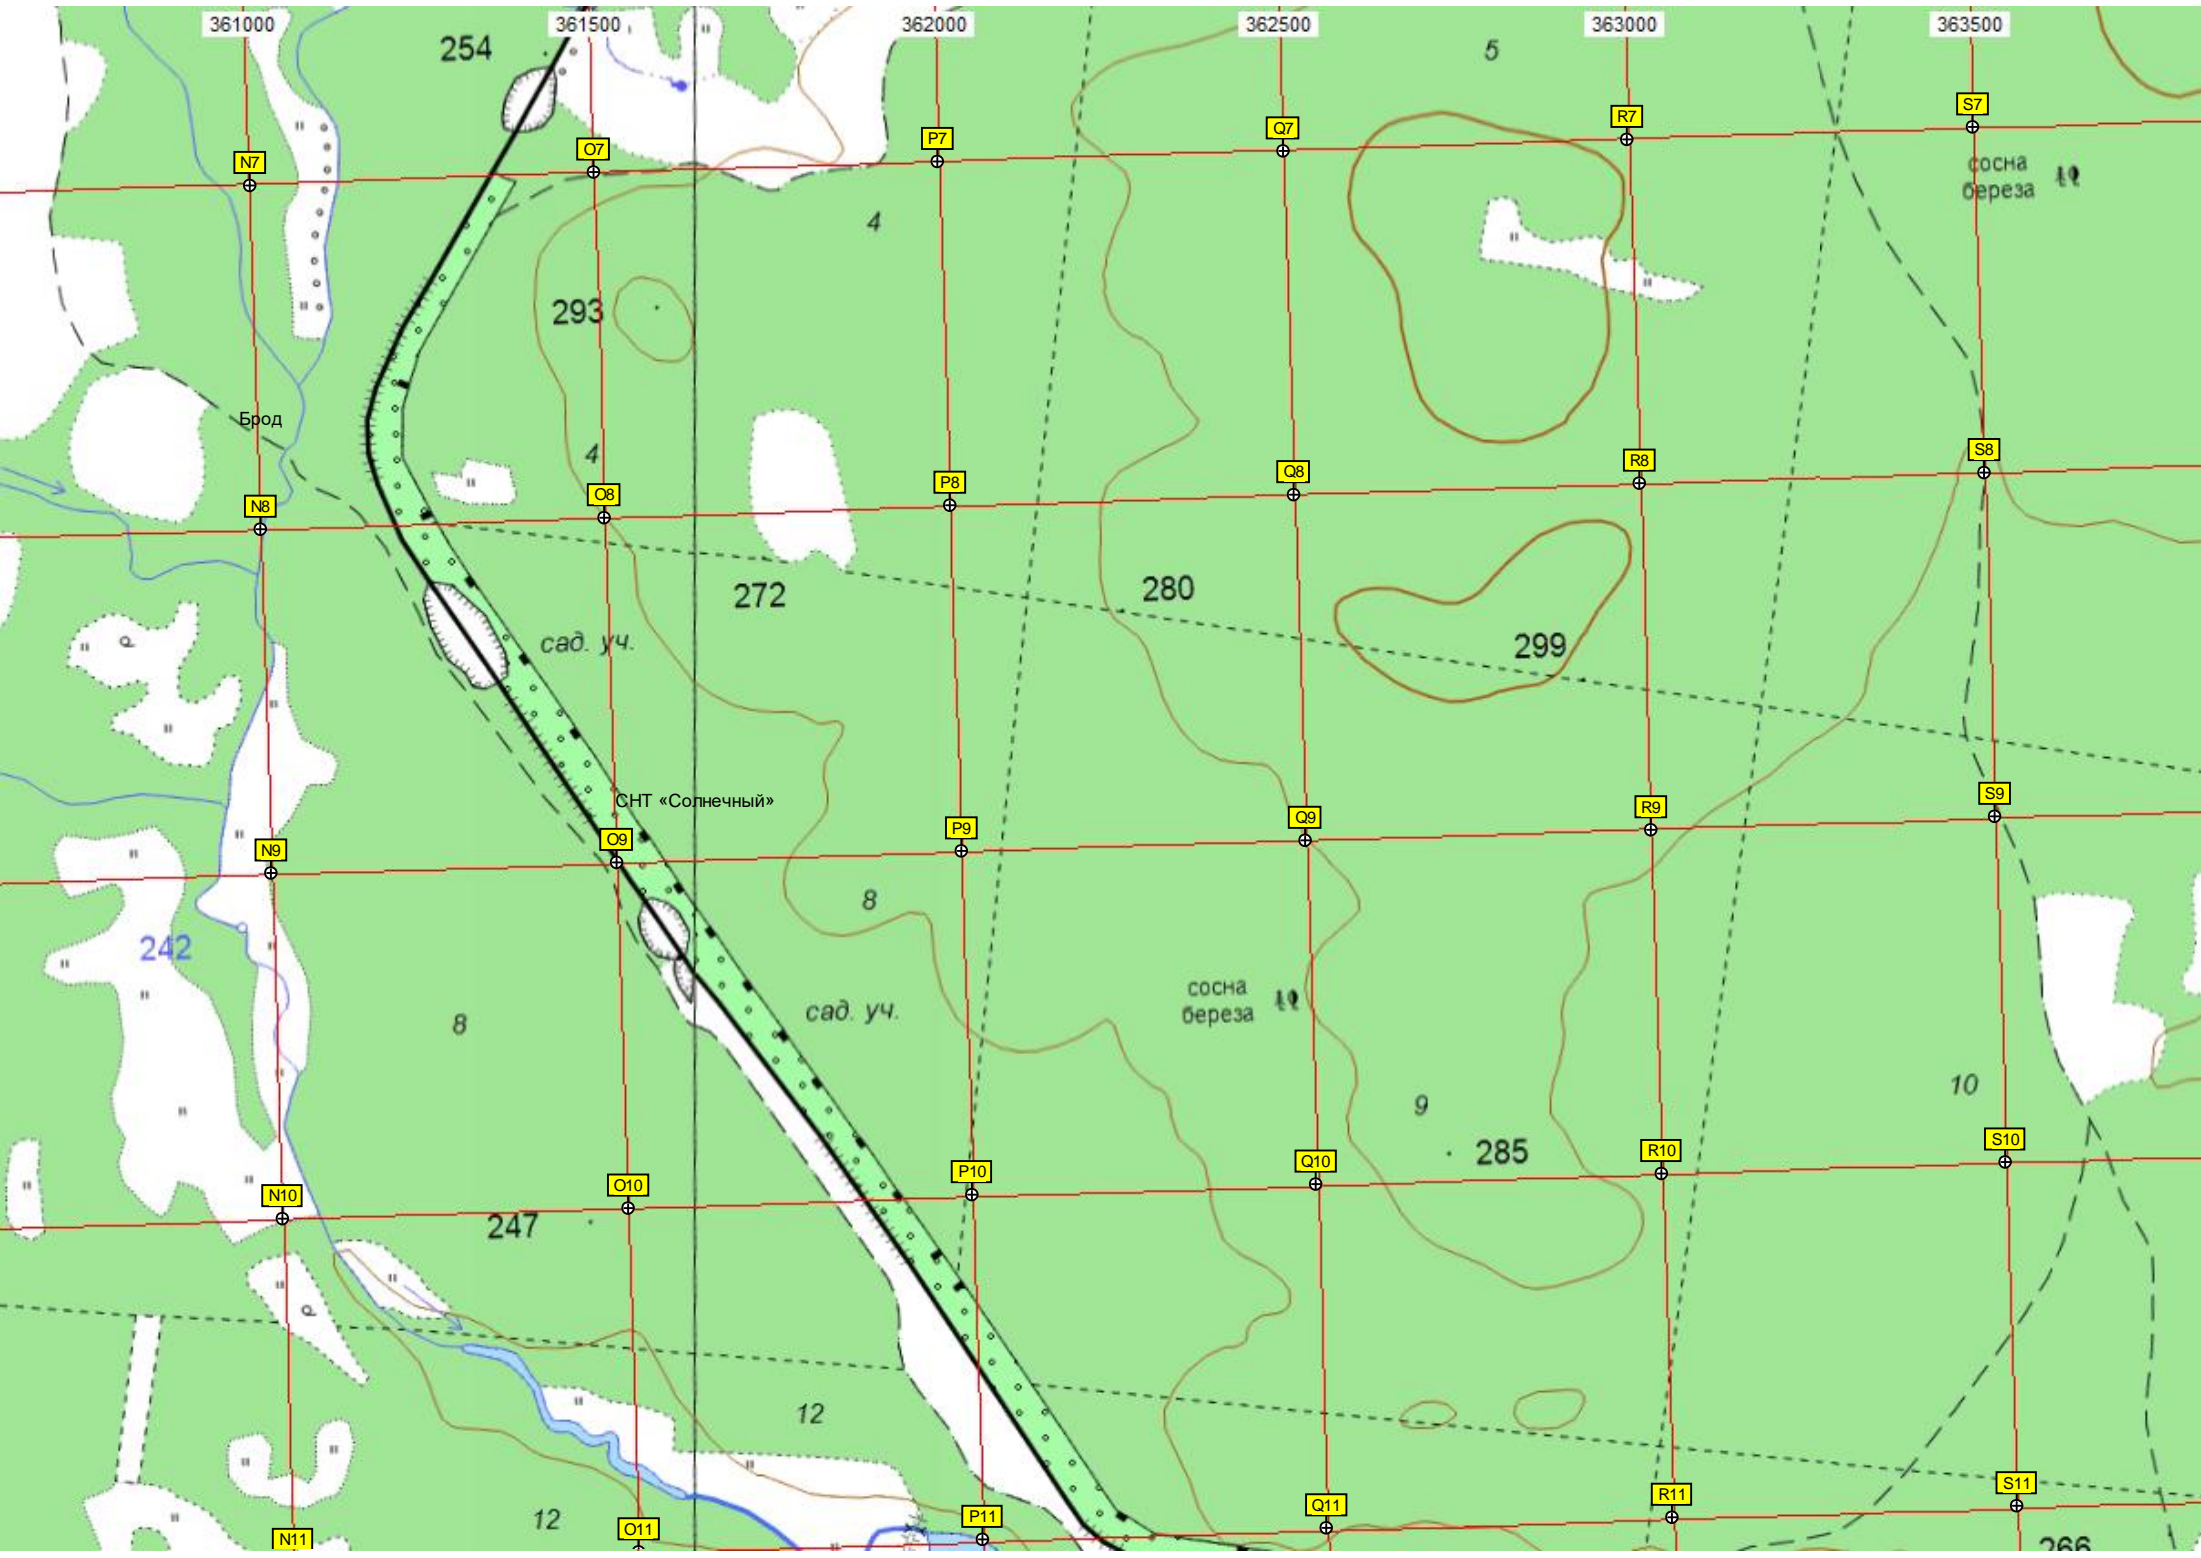 361000 361500 362000 362500 363000 363500
254
5
S7
R7
Q7
P7
O7
N7
сосна
береза
4
293
Брод
4
S8
R8
Q8
P8
O8
N8
272
280
сад. уч.
299
СНТ «Солнечный»
S9
R9
Q9
P9
O9
N9
8
242
сосна
береза
сад. уч.
8
10
9
285
S10
R10
Q10
P10
O10
N10
247
12
S11
R11
Q11
P11
12
O11
N11
266